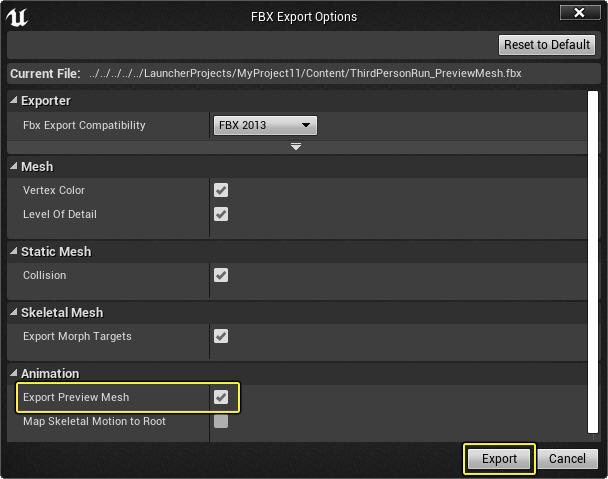 FBX Export Options
Reset to Default
Current File: ../../../../../LauncherProjects/MyProject11/Content/ThirdPersonRun_PreviewMesh.fbx
Exporter
Fbx Export Compatibility FBX 2013
Mesh
Vertex Color
Level Of Detail
Static Mesh
Collision
Skeletal Mesh
Export Morph Targets
Animation
Export Preview Mesh
Map Skeletal Motion to Root
Export Cancel